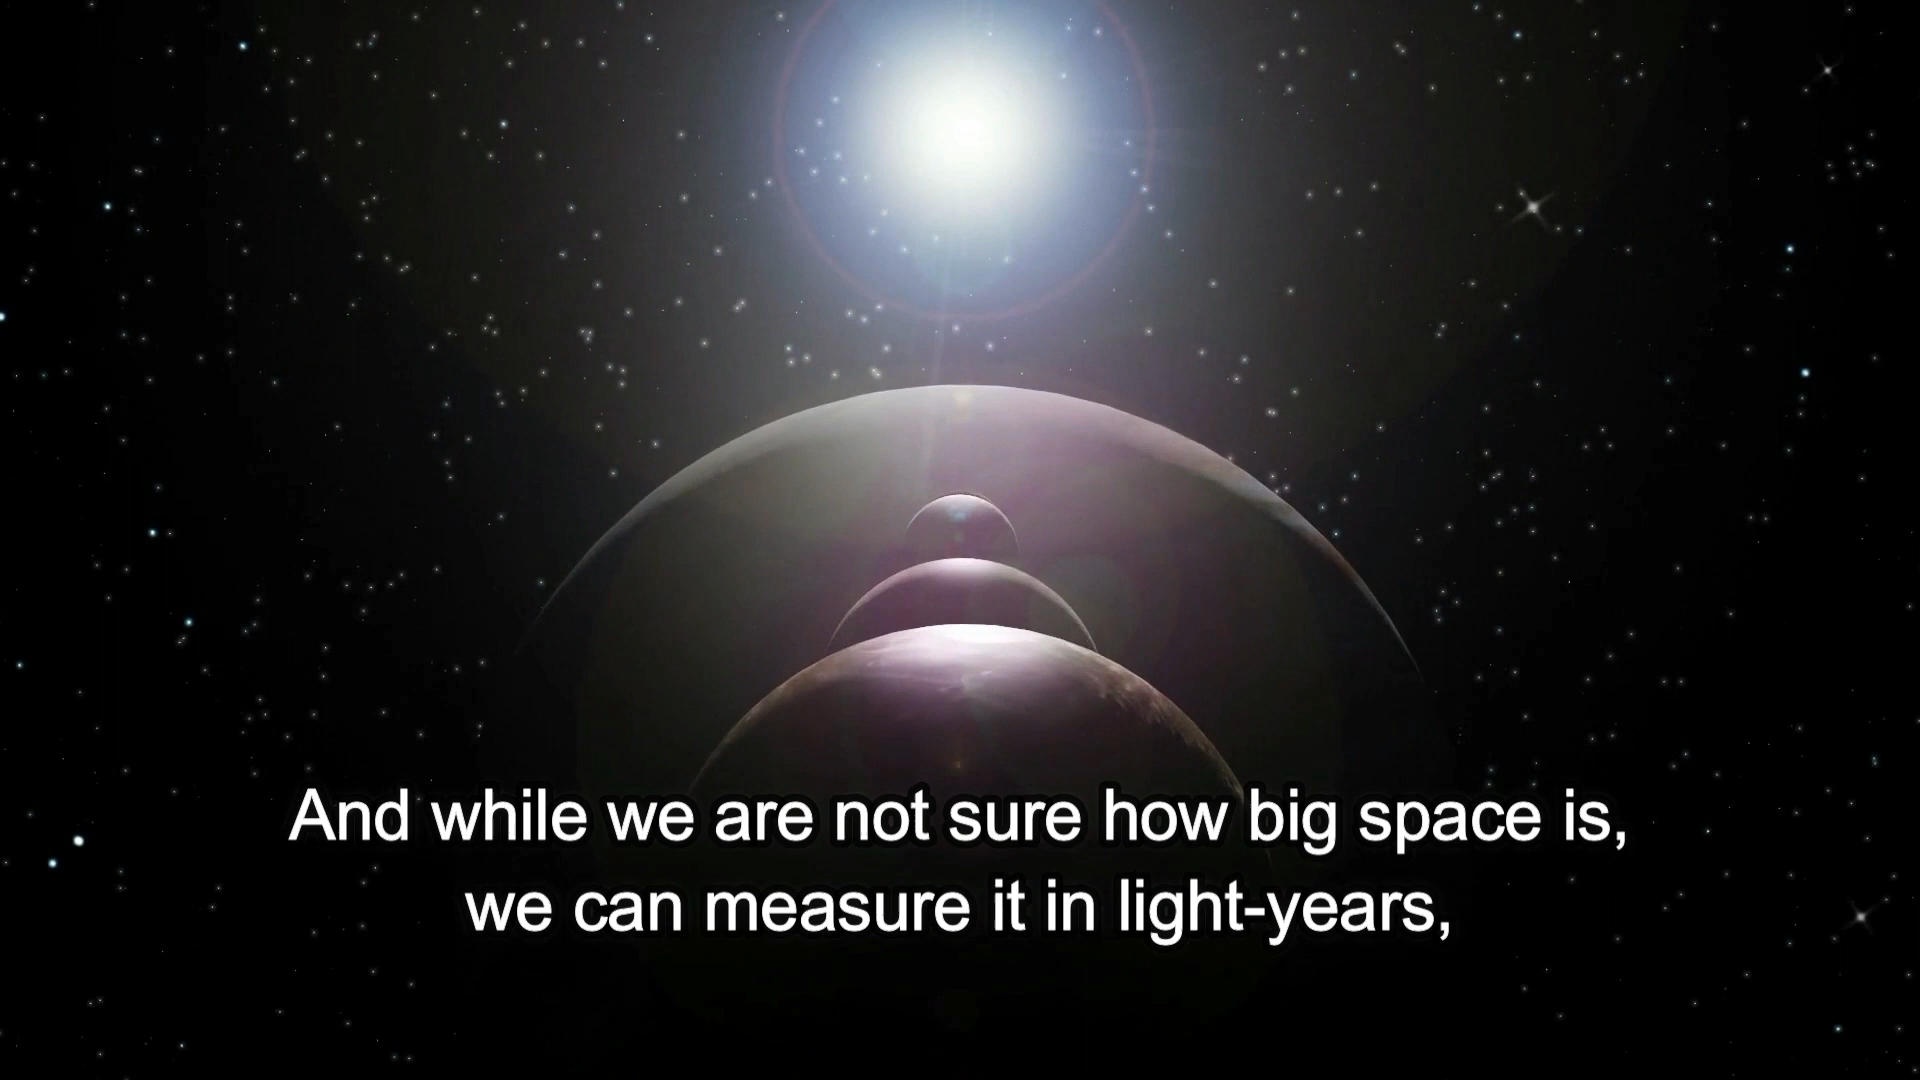 And while we are not sure how big space is,
we can measure it in light-years,